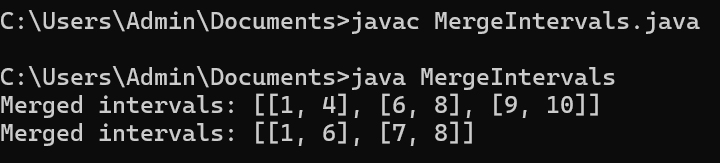 C:\Users\Admin\Documents>javac MergeIntervals.java
C:\Users\Admin\Documents>java MergeIntervals
Merged intervals: [[1, 4], [6, 8], [9, 10]]
Merged intervals: [[1, 6], [7, 8]]